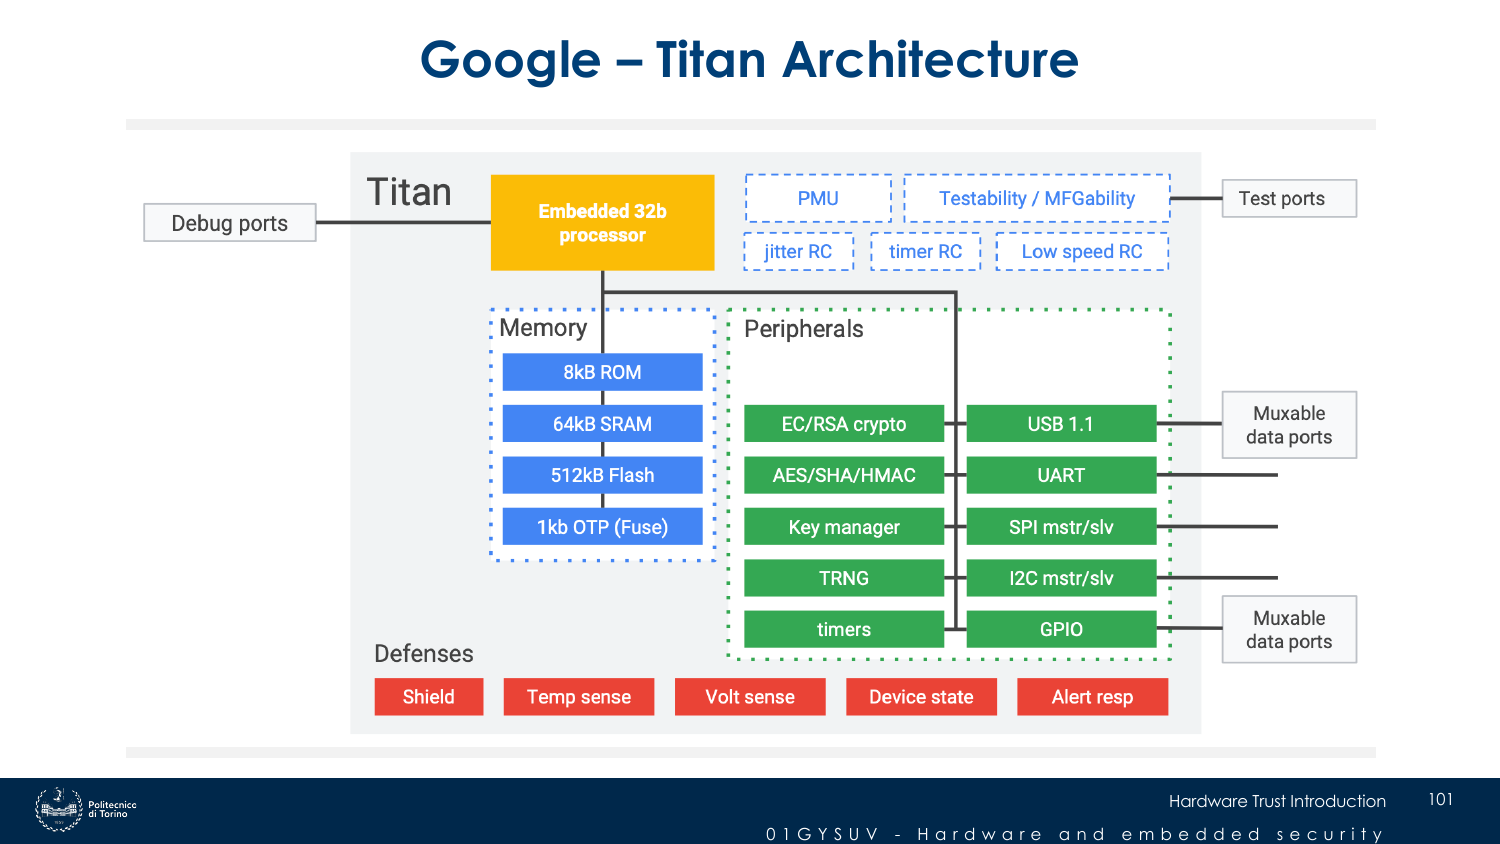 Google – Titan Architecture
Titan
Debug ports
Embedded 32b
processor
PMU
Testability / MFGability
Test ports
jitter RC
timer RC
Low speed RC
Memory
8kB ROM
64kB SRAM
512kB Flash
1kb OTP (Fuse)
Peripherals
EC/RSA crypto
USB 1.1
AES/SHA/HMAC
UART
Key manager
SPI mstr/slv
TRNG
I2C mstr/slv
timers
GPIO
Muxable
data ports
Muxable
data ports
Defenses
Shield
Temp sense
Volt sense
Device state
Alert resp
Politecnico
di Torino
Hardware Trust Introduction
101
01GYSUV - Hardware and embedded security